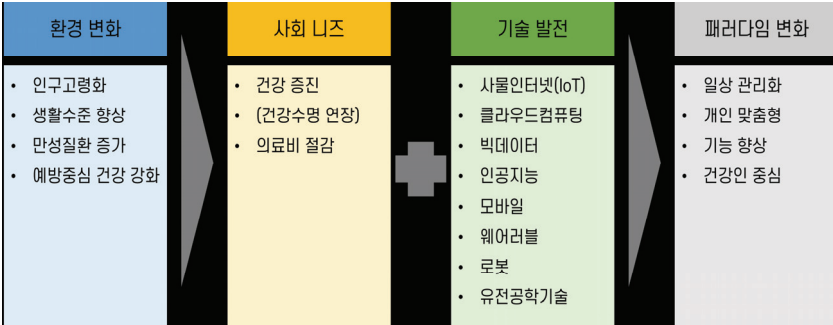 환경 변화
• 인구고령화
• 생활수준 향상
• 만성질환 증가
• 예방중심 건강 강화
사회 니즈
• 건강 증진
• (건강수명 연장)
• 의료비 절감
기술 발전
• 사물인터넷(IoT)
• 클라우드컴퓨팅
• 빅데이터
• 인공지능
• 모바일
• 웨어러블
• 로봇
• 유전공학기술
패러다임 변화
• 일상 관리화
• 개인 맞춤형
• 기능 향상
• 건강인 중심